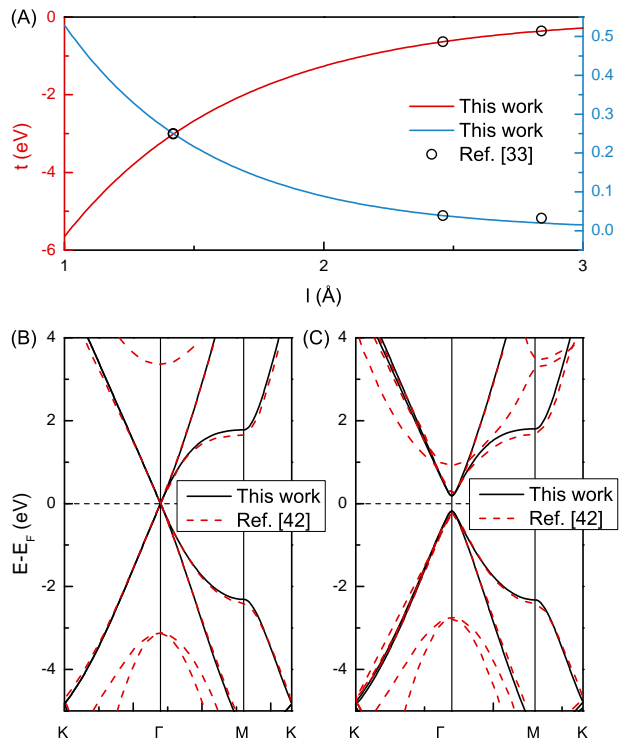 (A)
0
-2
-4
-6
t (eV)
0.5
0.4
0.3
0.2
0.1
0.0
This work
This work
Ref. [33]
1
2
3
l (Å)
(B)
4
2
0
-2
-4
E-E_F (eV)
This work
Ref. [42]
K
Γ
M
K
(C)
4
2
0
-2
-4
This work
Ref. [42]
K
Γ
M
K